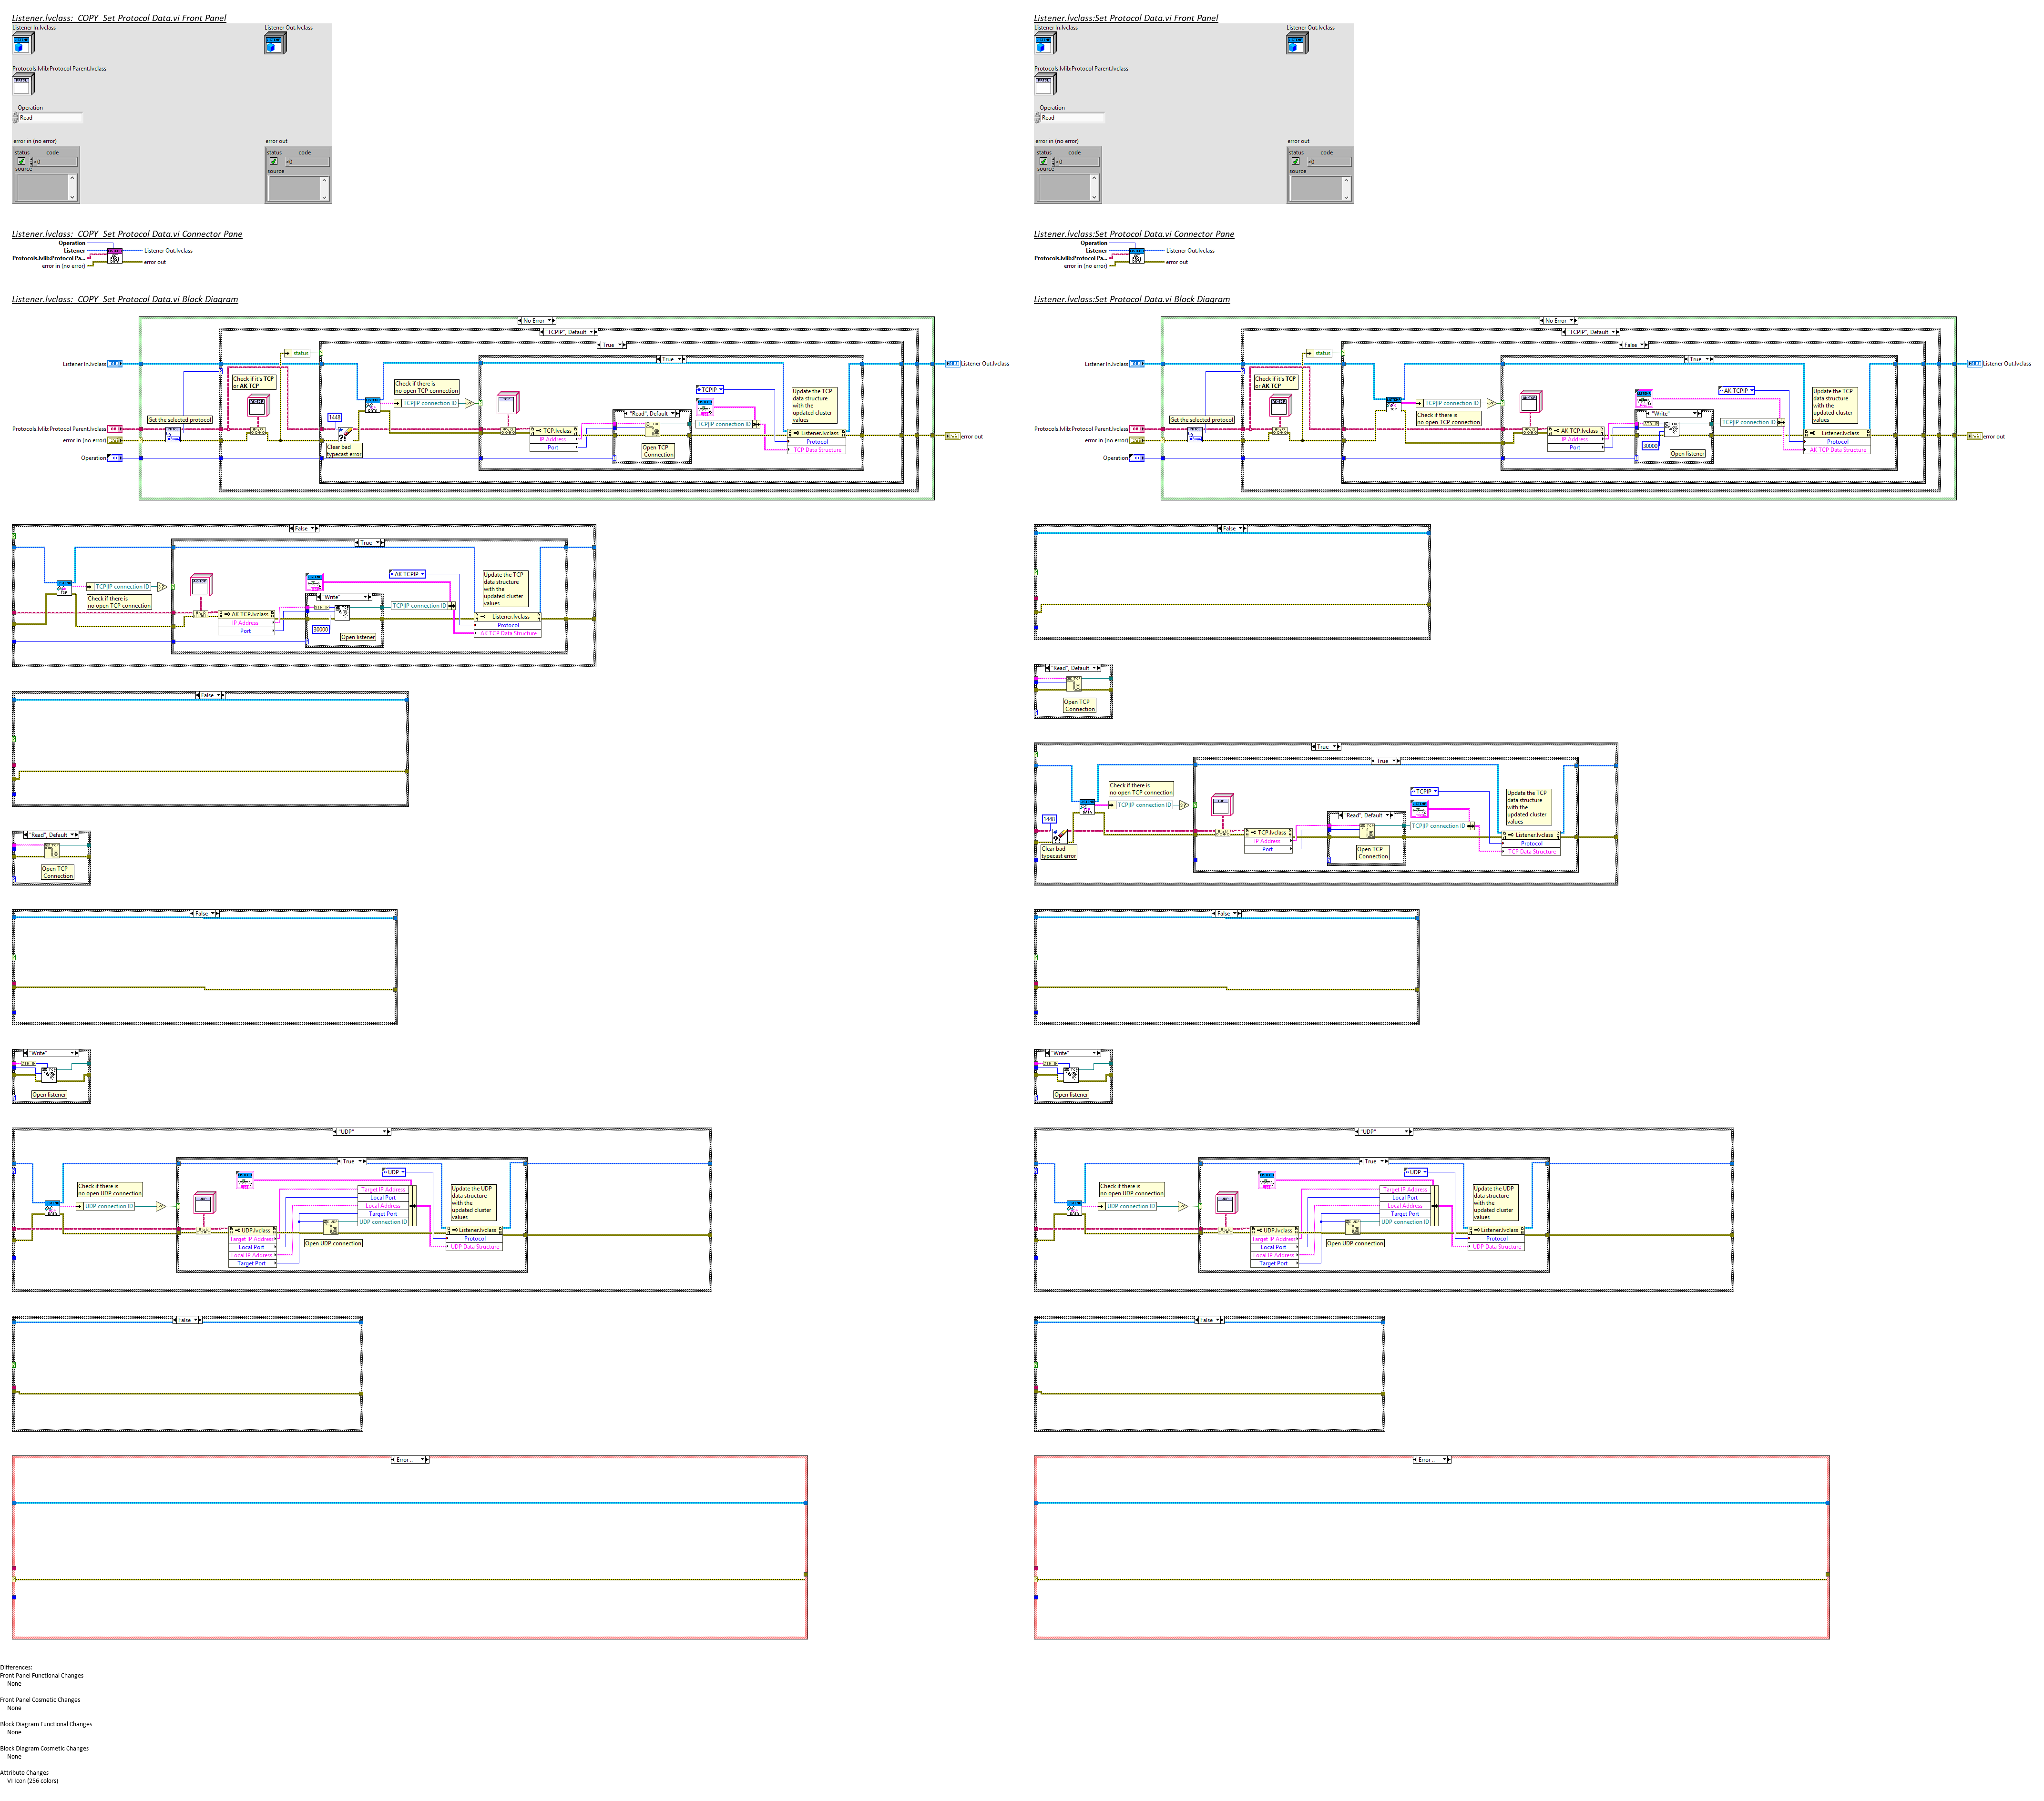 Listener.lvclass:_COPY_Set Protocol Data.vi Front Panel
Listener In.lvclass
Listener Out.lvclass
Protocols.lvlib:Protocol Parent.lvclass
Operation
Read
error in (no error)
error out
status code
status code
source
source
Listener.lvclass:_COPY_Set Protocol Data.vi Connector Pane
Operation
Listener
Listener Out.lvclass
Protocols.lvlib:Protocol Pa...
error out
error in (no error)
Listener.lvclass:_COPY_Set Protocol Data.vi Block Diagram
No Error
"TCPIP", Default
True
True
status
Listener In.lvclass
Listener Out.lvclass
Check if it's TCP
or AK TCP
Check if there is
no open TCP connection
TCP/IP connection ID
TCPIP
Update the TCP
data structure
with the
updated cluster
values
Get the selected protocol
1448
"Read", Default
TCP/IP connection ID
Protocols.lvlib:Protocol Parent.lvclass
error in (no error)
TCP.lvclass
IP Address
Port
Listener.lvclass
Protocol
TCP Data Structure
error out
Clear bad
typecast error
Open TCP
Connection
Operation
False
True
TCP/IP connection ID
Check if there is
no open TCP connection
AK TCPIP
Update the TCP
data structure
with the
updated cluster
values
"Write"
TCP/IP connection ID
AK TCP.lvclass
IP Address
Port
30000
Open listener
Listener.lvclass
Protocol
AK TCP Data Structure
False
"Read", Default
Open TCP
Connection
False
"Write"
Open listener
"UDP"
True
Check if there is
no open UDP connection
UDP connection ID
UDP
Target IP Address
Local Port
Local Address
Target Port
UDP connection ID
Update the UDP
data structure
with the
updated cluster
values
UDP.lvclass
Target IP Address
Local Port
Local IP Address
Target Port
Open UDP connection
Listener.lvclass
Protocol
UDP Data Structure
False
Error ..
Differences:
Front Panel Functional Changes
None
Front Panel Cosmetic Changes
None
Block Diagram Functional Changes
None
Block Diagram Cosmetic Changes
None
Attribute Changes
VI Icon (256 colors)
Listener.lvclass:Set Protocol Data.vi Front Panel
Listener In.lvclass
Listener Out.lvclass
Protocols.lvlib:Protocol Parent.lvclass
Operation
Read
error in (no error)
error out
status code
status code
source
source
Listener.lvclass:Set Protocol Data.vi Connector Pane
Operation
Listener
Listener Out.lvclass
Protocols.lvlib:Protocol Pa...
error out
error in (no error)
Listener.lvclass:Set Protocol Data.vi Block Diagram
No Error
"TCPIP", Default
False
True
status
Listener In.lvclass
Listener Out.lvclass
Check if it's TCP
or AK TCP
TCP/IP connection ID
Check if there is
no open TCP connection
AK TCPIP
Update the TCP
data structure
with the
updated cluster
values
Get the selected protocol
"Write"
TCP/IP connection ID
Protocols.lvlib:Protocol Parent.lvclass
error in (no error)
AK TCP.lvclass
IP Address
Port
30000
Open listener
Listener.lvclass
Protocol
AK TCP Data Structure
error out
Operation
False
"Read", Default
Open TCP
Connection
True
True
Check if there is
no open TCP connection
TCP/IP connection ID
TCPIP
Update the TCP
data structure
with the
updated cluster
values
1448
Clear bad
typecast error
"Read", Default
TCP/IP connection ID
TCP.lvclass
IP Address
Port
Open TCP
Connection
Listener.lvclass
Protocol
TCP Data Structure
False
"Write"
Open listener
"UDP"
True
Check if there is
no open UDP connection
UDP connection ID
UDP
Target IP Address
Local Port
Local Address
Target Port
UDP connection ID
Update the UDP
data structure
with the
updated cluster
values
UDP.lvclass
Target IP Address
Local Port
Local IP Address
Target Port
Open UDP connection
Listener.lvclass
Protocol
UDP Data Structure
False
Error ..